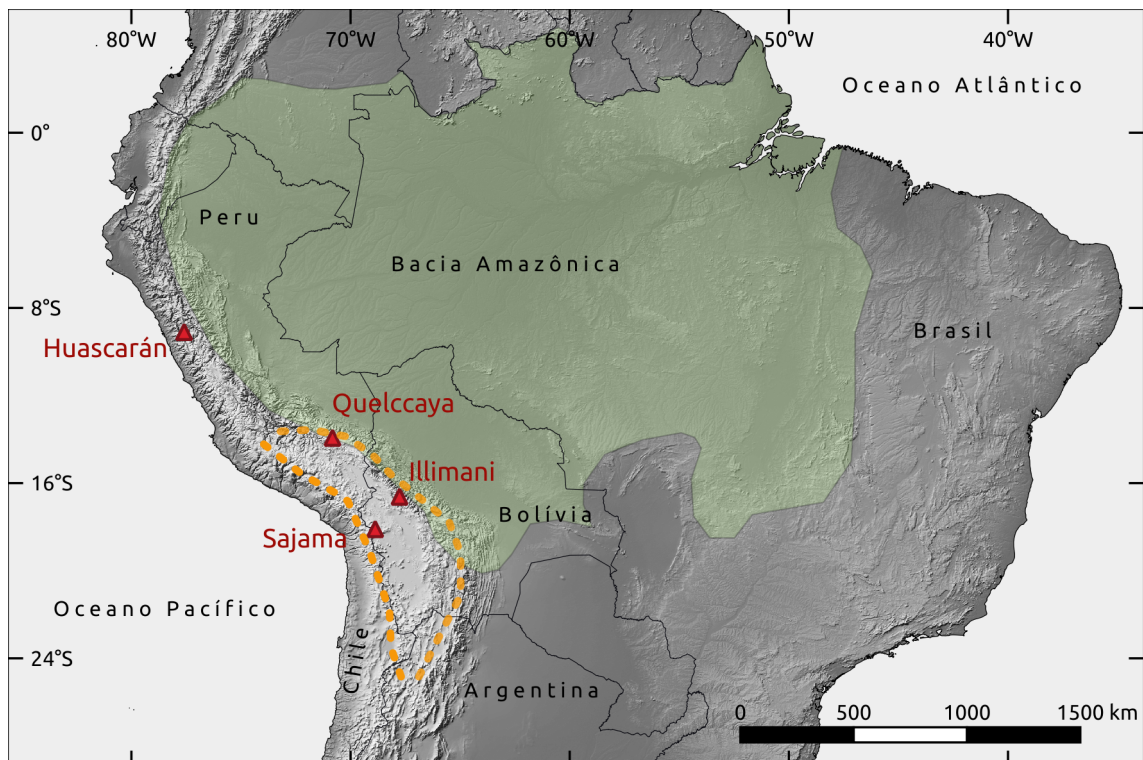 80°W
70°W
60°W
50°W
40°W
Oceano Atlântico
0°
Peru
Bacia Amazônica
8°S
Brasil
Huascarán
Quelccaya
Illimani
16°S
Bolívia
Sajama
Oceano Pacífico
Chile
24°S
Argentina
0 500 1000 1500 km